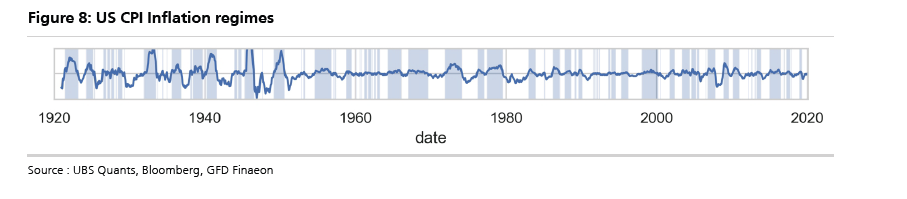 Figure 8: US CPI Inflation regimes
1920 1940 1960 1980 2000 2020
date
Source : UBS Quants, Bloomberg, GFD Finaeon